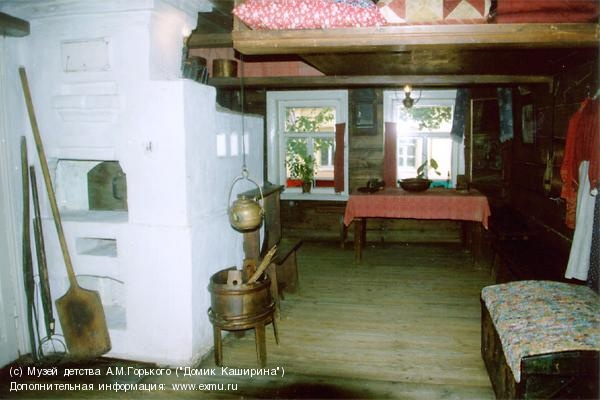 (c) Музей детства А.М.Горького ("Домик Каширина")
Дополнительная информация: www.exmu.ru